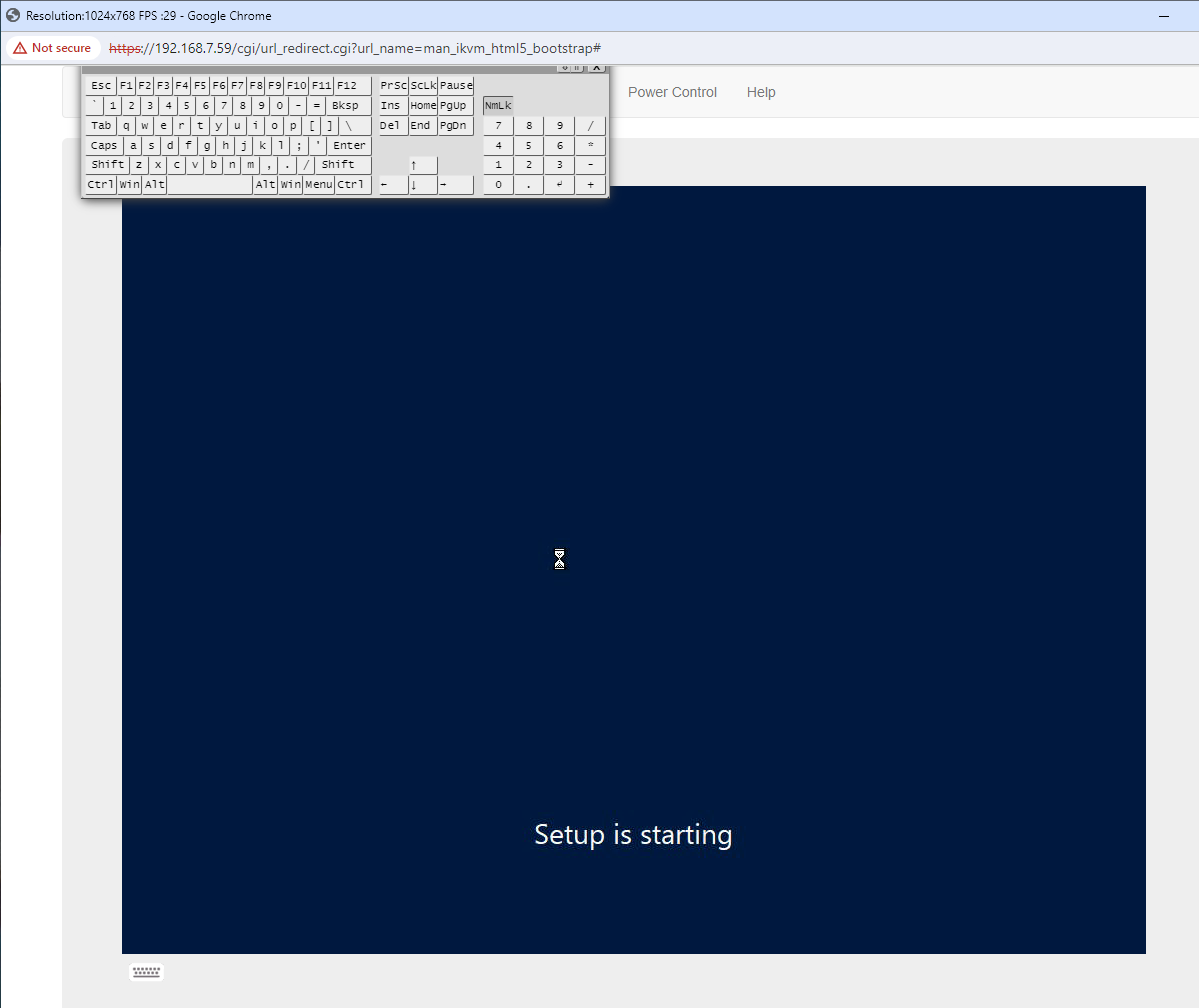 Resolution:1024x768 FPS :29 - Google Chrome
Not secure https://192.168.7.59/cgi/url_redirect.cgi?url_name=man_ikvm_html5_bootstrap#
Power Control Help
Esc F1 F2 F3 F4 F5 F6 F7 F8 F9 F10 F11 F12 PrSc ScLk Pause
` 1 2 3 4 5 6 7 8 9 0 - = Bksp Ins Home PgUp NmLk
Tab q w e r t y u i o p [ ] \ Del End PgDn 7 8 9 /
Caps a s d f g h j k l ; ' Enter 4 5 6 *
Shift z x c v b n m , . / Shift ↑ 1 2 3 -
Ctrl Win Alt Alt Win Menu Ctrl ← ↓ → 0 . ↲ +
Setup is starting